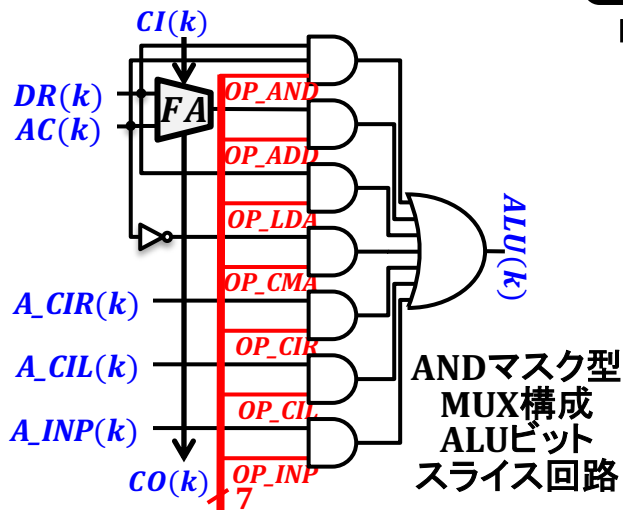 CI(k)
DR(k)
AC(k)
FA
OP_AND
OP_ADD
OP_LDA
OP_CMA
A_CIR(k)
OP_CIR
A_CIL(k)
OP_CIL
A_INP(k)
OP_INP
CO(k)
7
ALU(k)
ANDマスク型
MUX構成
ALUビット
スライス回路